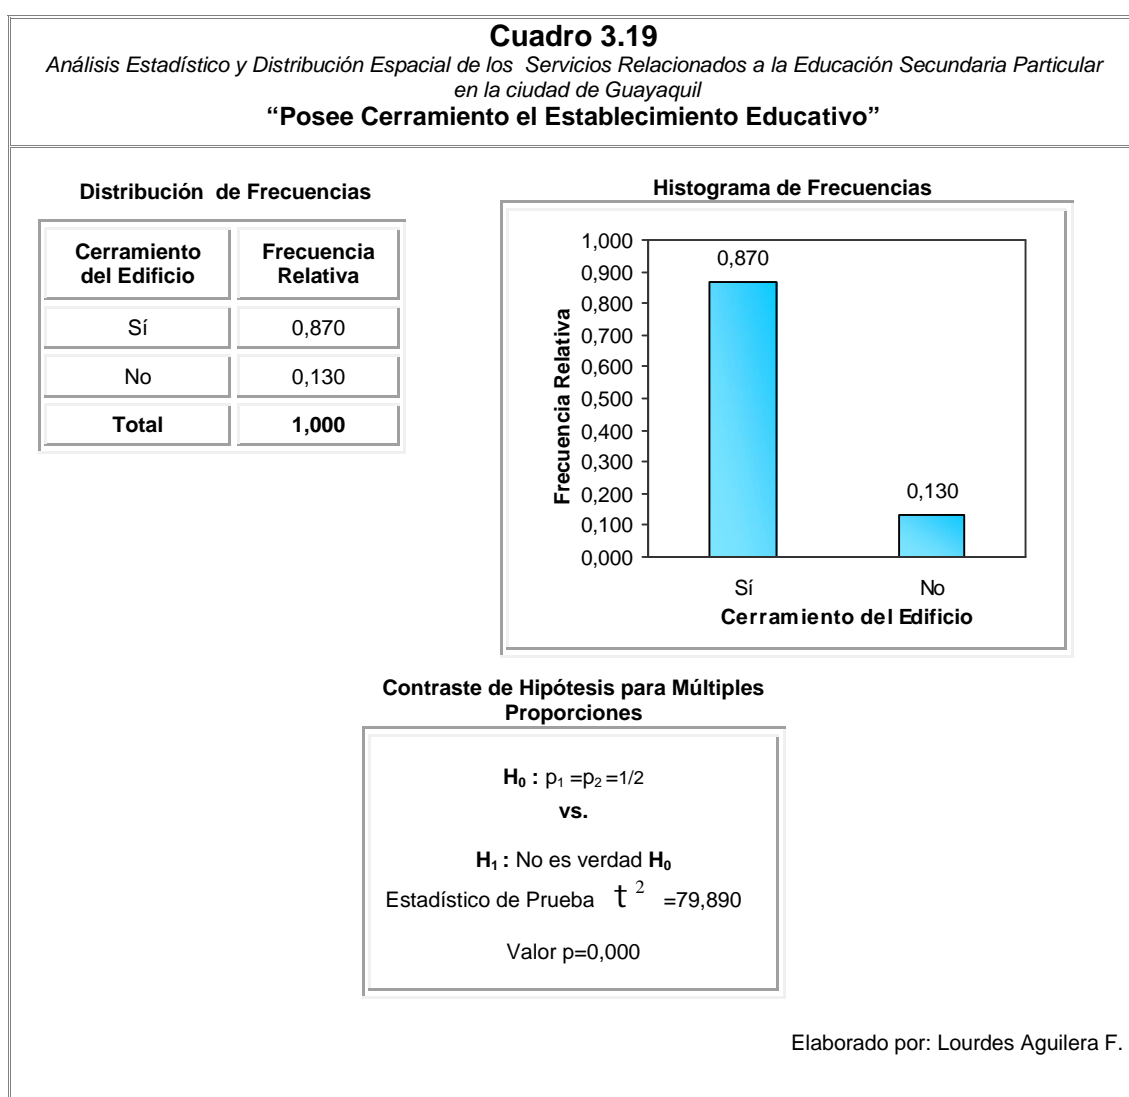 Cuadro 3.19
Análisis Estadístico y Distribución Espacial de los Servicios Relacionados a la Educación Secundaria Particular
en la ciudad de Guayaquil
“Posee Cerramiento el Establecimiento Educativo”
Distribución de Frecuencias
Cerramiento del Edificio	Frecuencia Relativa
Sí	0,870
No	0,130
Total	1,000
Histograma de Frecuencias
Frecuencia Relativa
1,000
0,900
0,800
0,700
0,600
0,500
0,400
0,300
0,200
0,100
0,000
0,870
0,130
Sí	No
Cerramiento del Edificio
Contraste de Hipótesis para Múltiples
Proporciones
H₀ : p₁ =p₂ =1/2
vs.
H₁ : No es verdad H₀
Estadístico de Prueba t ² =79,890
Valor p=0,000
Elaborado por: Lourdes Aguilera F.